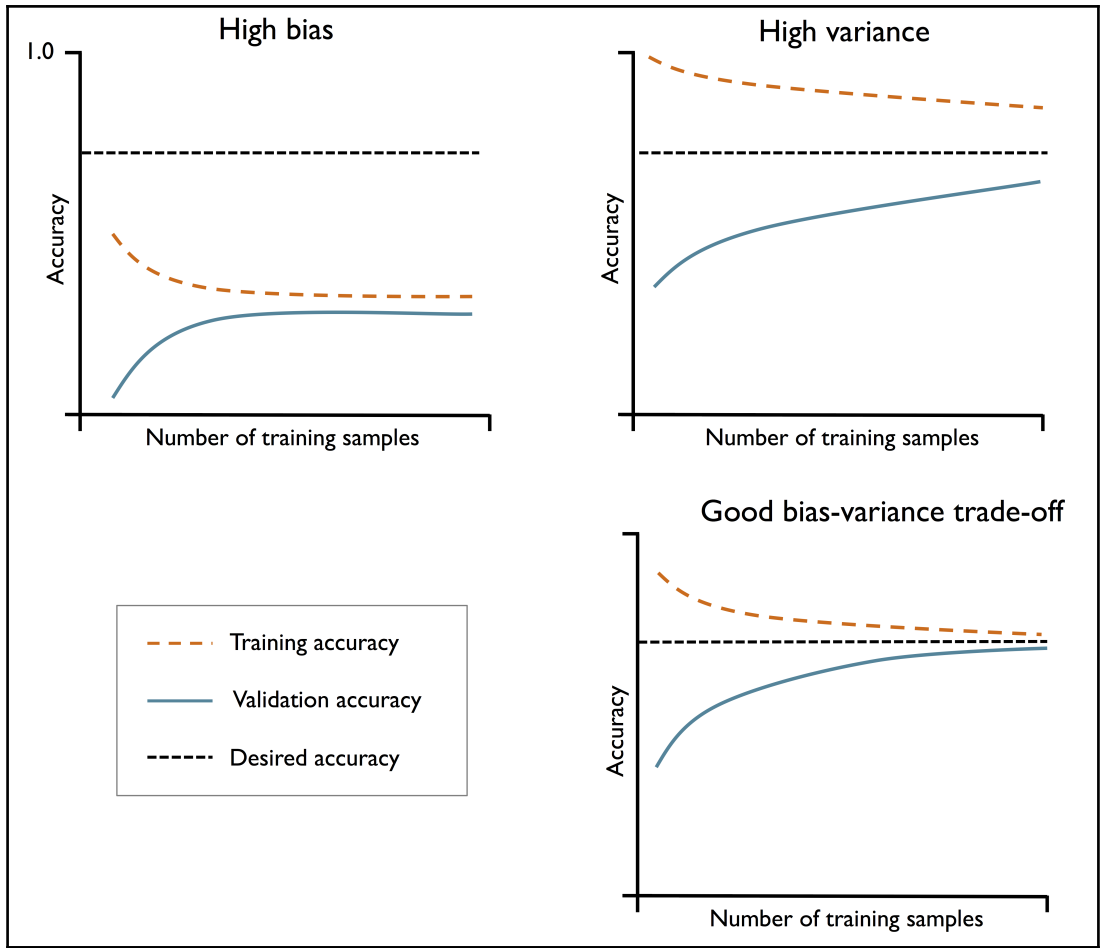 High bias
1.0
Accuracy
Number of training samples
High variance
Accuracy
Number of training samples
Good bias-variance trade-off
Accuracy
Number of training samples
Training accuracy
Validation accuracy
Desired accuracy